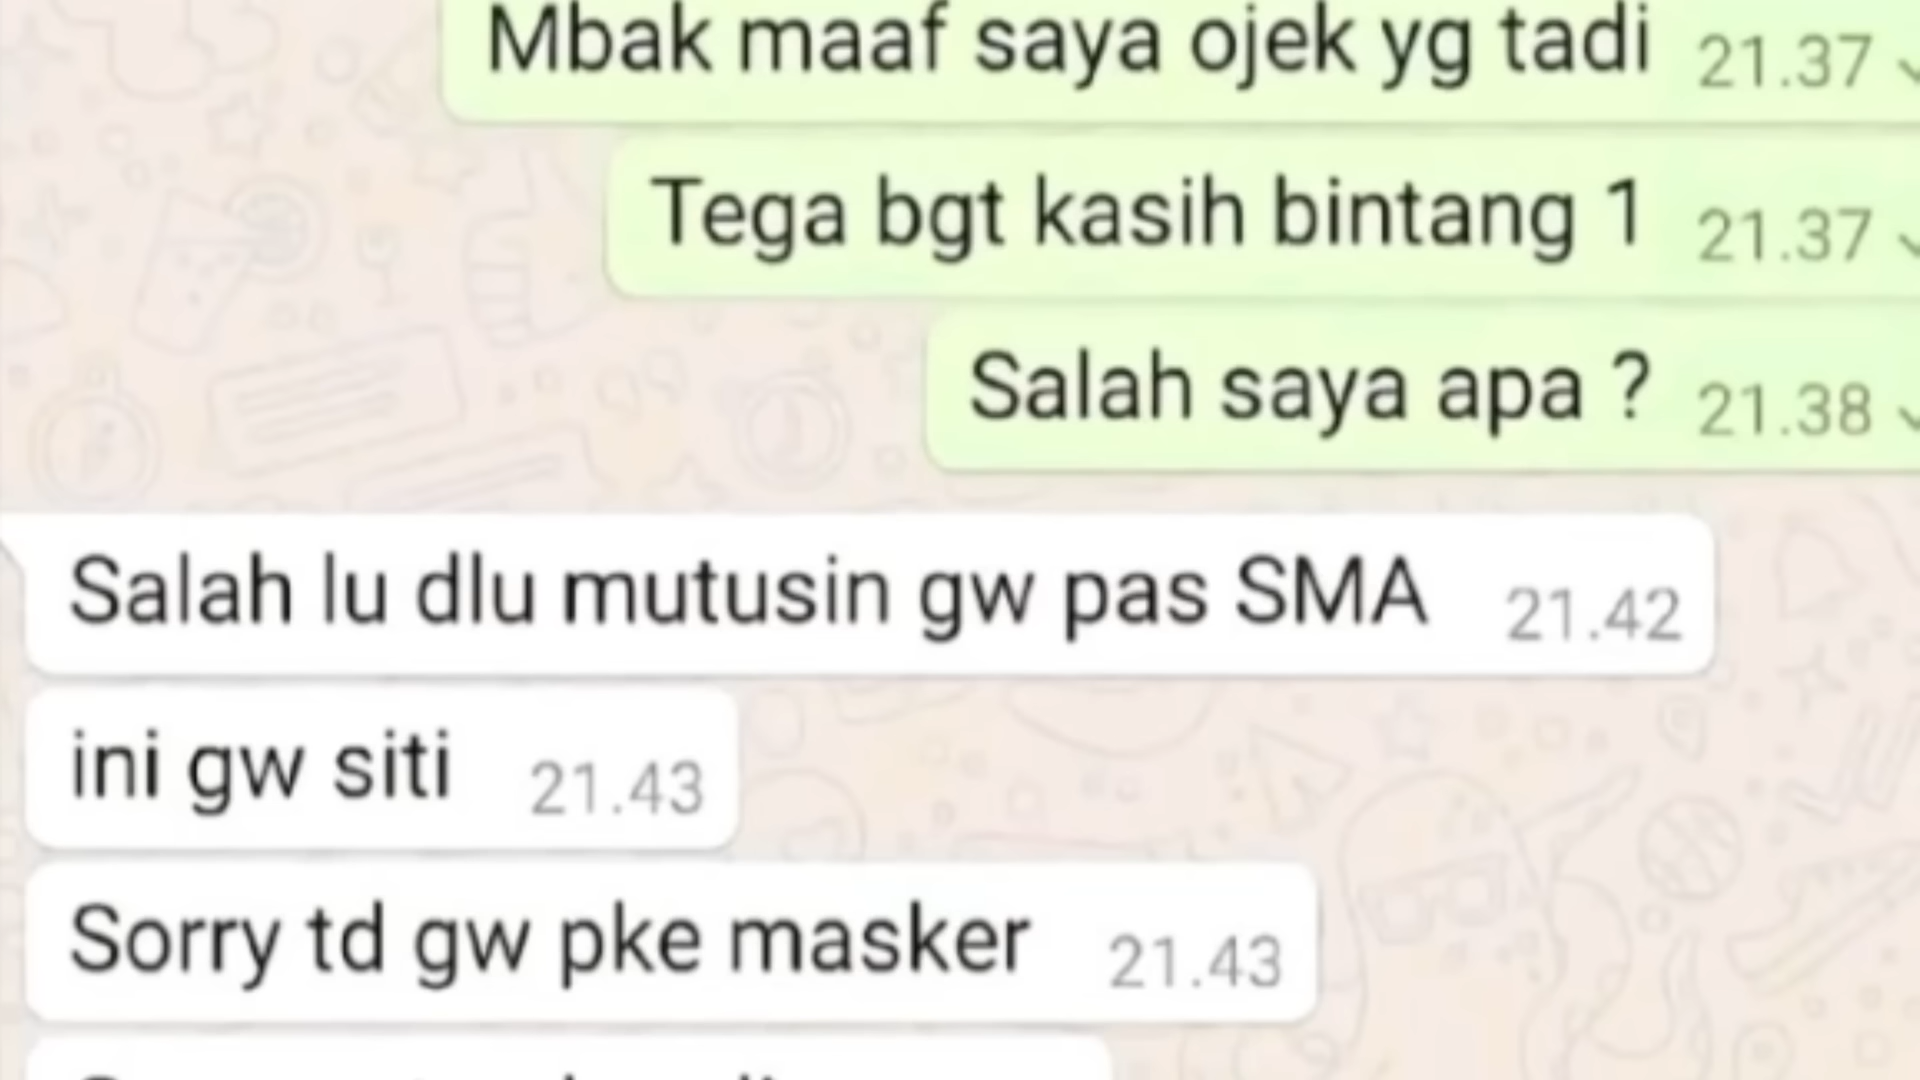 Mbak maaf saya ojek yg tadi 21.37
Tega bgt kasih bintang 1 21.37
Salah saya apa ? 21.38
Salah lu dlu mutusin gw pas SMA 21.42
ini gw siti 21.43
Sorry td gw pke masker 21.43